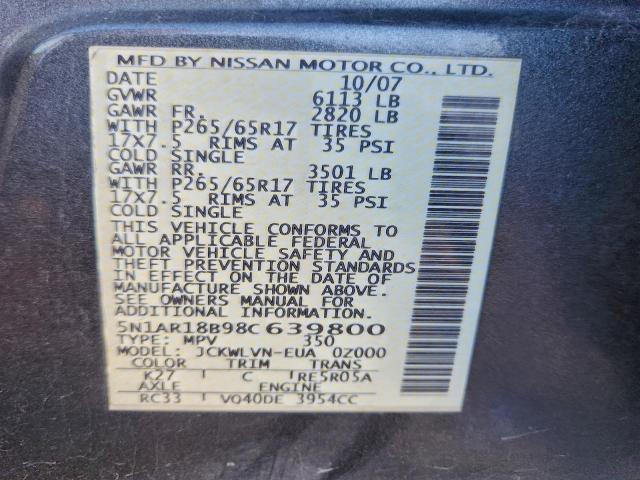 MFD BY NISSAN MOTOR CO., LTD.
DATE 10/07
GVWR 6113 LB
GAWR FR. 2820 LB
WITH P265/65R17 TIRES
17X7.5 RIMS AT 35 PSI
COLD SINGLE
GAWR RR. 3501 LB
WITH P265/65R17 TIRES
17X7.5 RIMS AT 35 PSI
COLD SINGLE
THIS VEHICLE CONFORMS TO
ALL APPLICABLE FEDERAL
MOTOR VEHICLE SAFETY AND
THEFT PREVENTION STANDARDS
IN EFFECT ON THE DATE OF
MANUFACTURE SHOWN ABOVE.
SEE OWNERS MANUAL FOR
ADDITIONAL INFORMATION.
5N1AR18B98C639800
TYPE: MPV 350
MODEL: JCKWLVN-EUA 0Z000
COLOR TRIM TRANS
K27 C RE5R05A
AXLE ENGINE
RC33 VQ40DE 3954CC